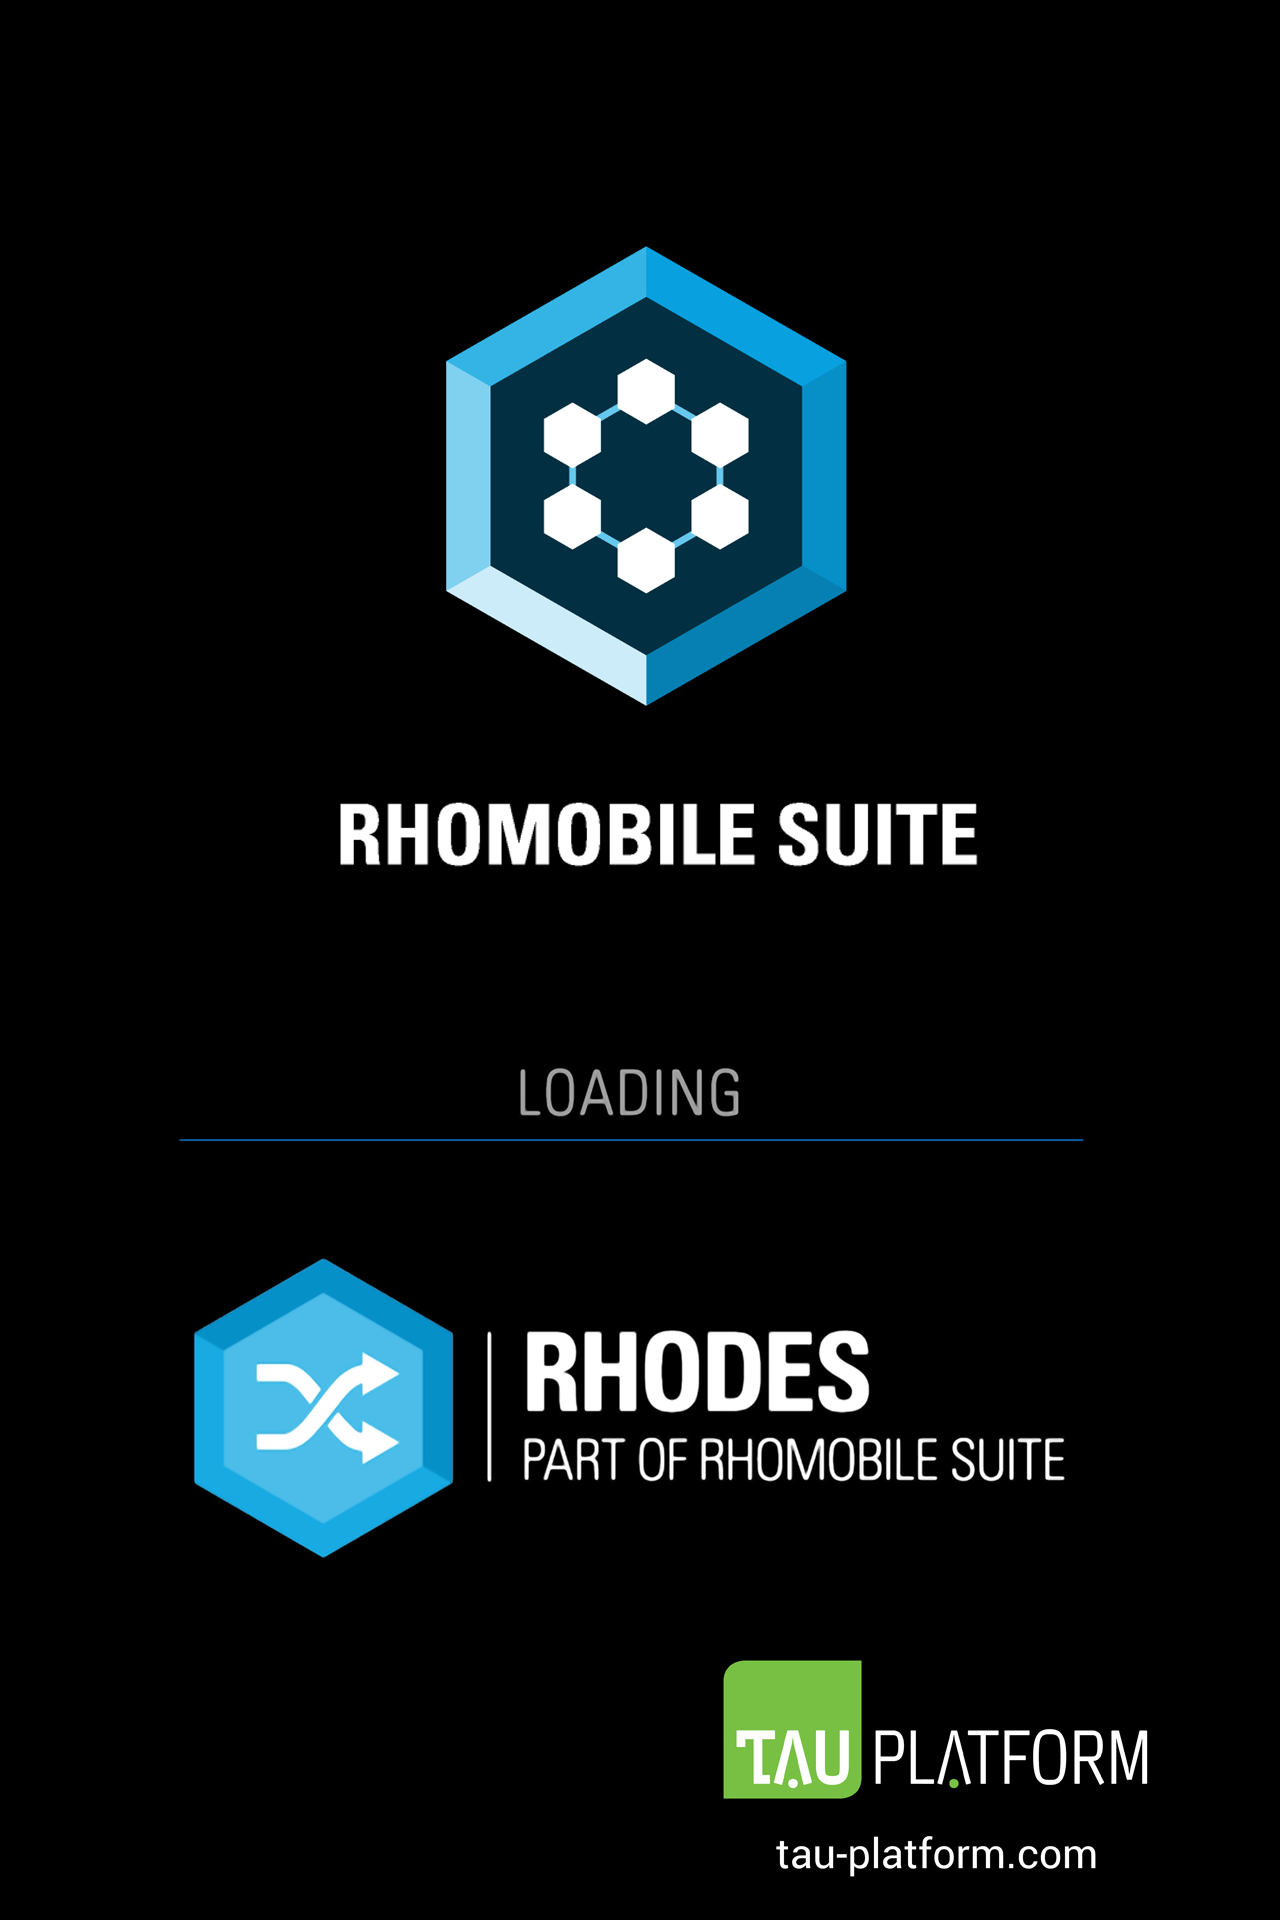 RHOMOBILE SUITE
LOADING
RHODES
PART OF RHOMOBILE SUITE
TAU PLATFORM
tau-platform.com